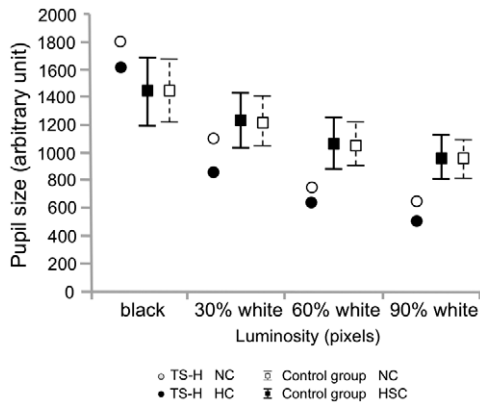 2000
1800
1600
1400
1200
1000
800
600
400
200
0
Pupil size (arbitrary unit)
black 30% white 60% white 90% white
Luminosity (pixels)
TS-H NC Control group NC
TS-H HC Control group HSC